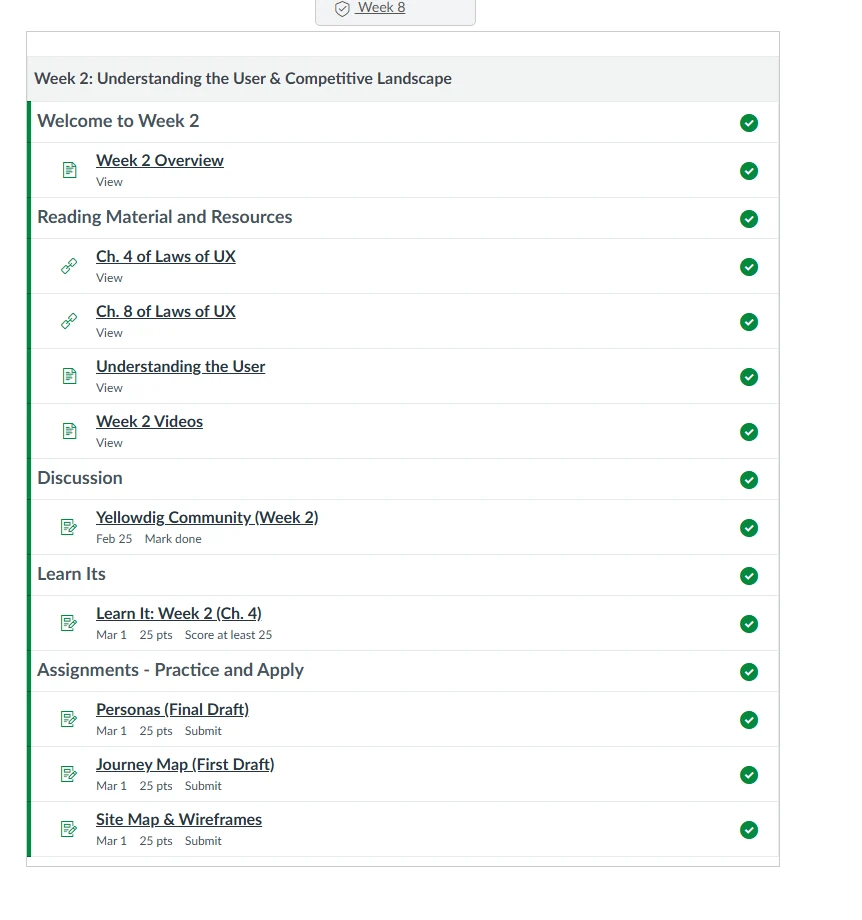 Week 8
Week 2: Understanding the User & Competitive Landscape
Welcome to Week 2
Week 2 Overview
View
Reading Material and Resources
Ch. 4 of Laws of UX
View
Ch. 8 of Laws of UX
View
Understanding the User
View
Week 2 Videos
View
Discussion
Yellowdig Community (Week 2)
Feb 25 Mark done
Learn Its
Learn It: Week 2 (Ch. 4)
Mar 1 25 pts Score at least 25
Assignments - Practice and Apply
Personas (Final Draft)
Mar 1 25 pts Submit
Journey Map (First Draft)
Mar 1 25 pts Submit
Site Map & Wireframes
Mar 1 25 pts Submit